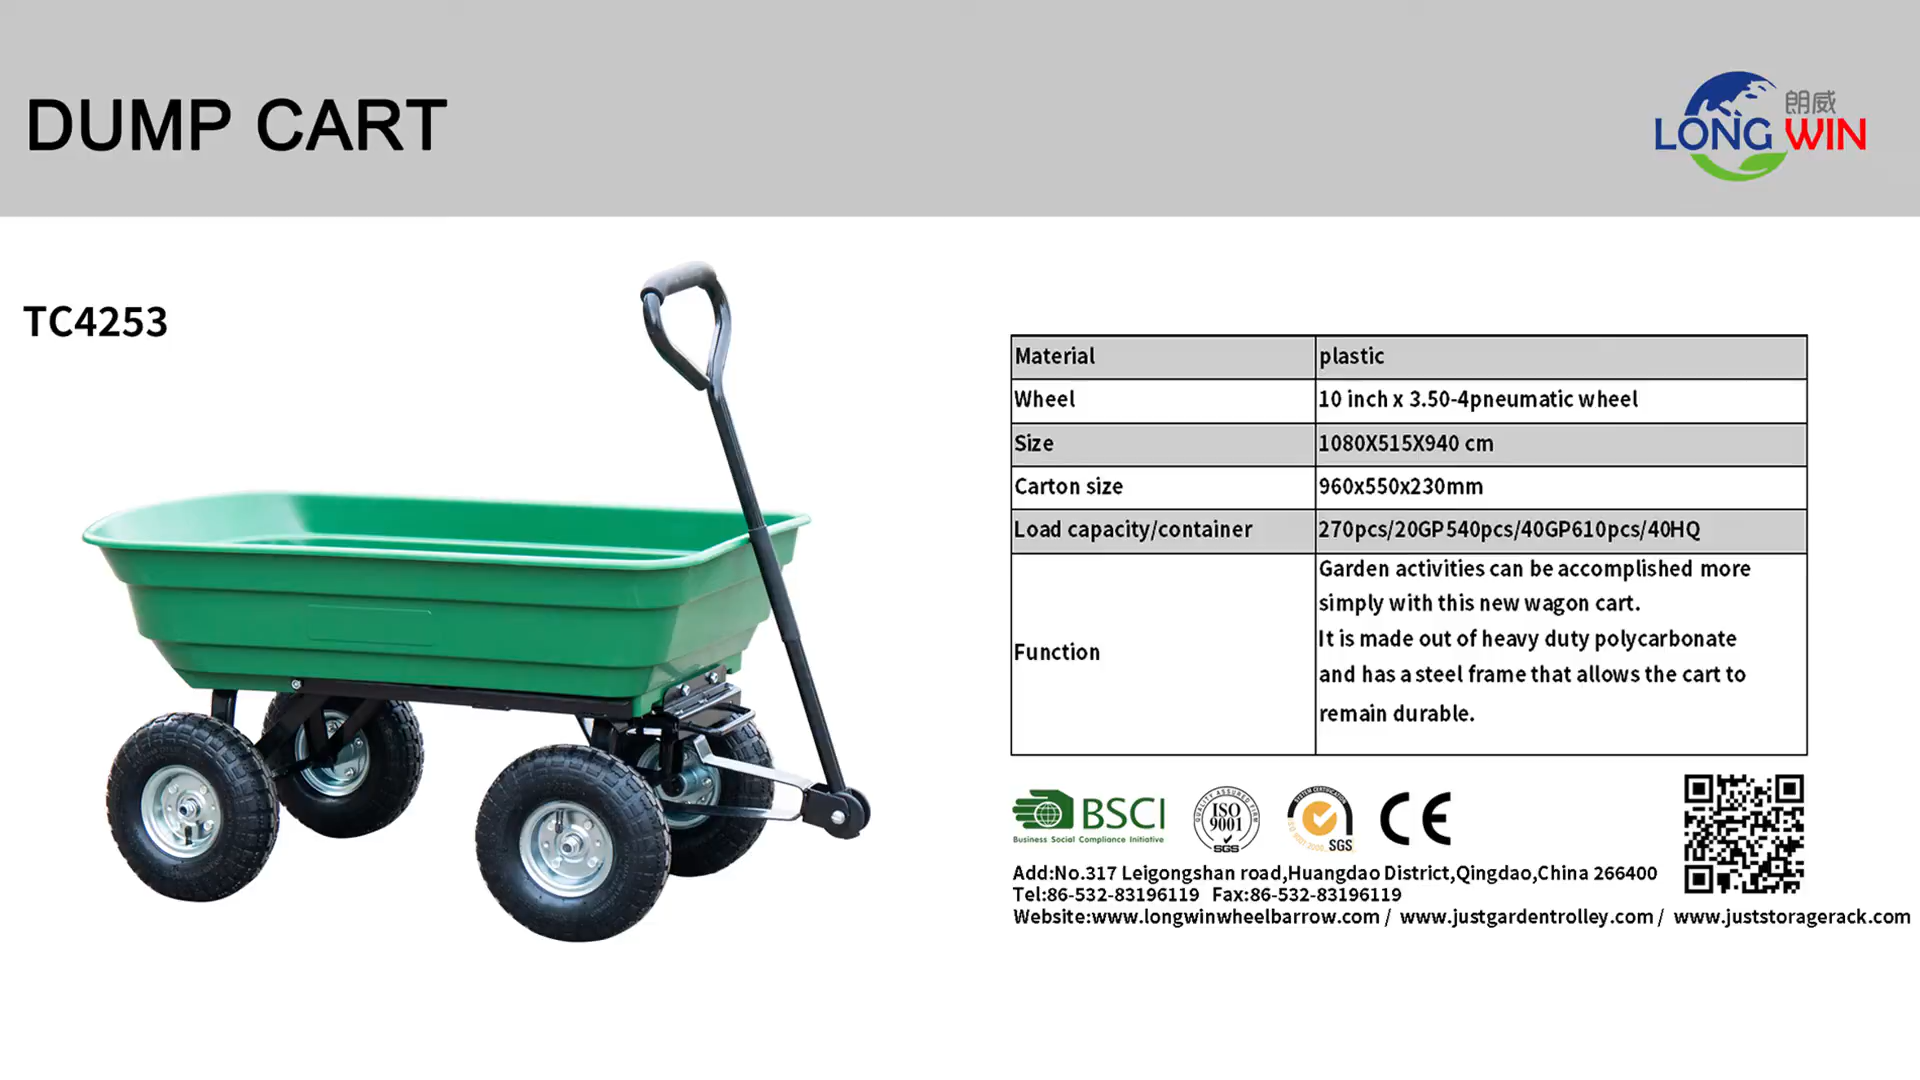 DUMP CART
朗威
LONG WIN
TC4253
Material plastic
Wheel 10 inch x 3.50-4pneumatic wheel
Size 1080X515X940 cm
Carton size 960x550x230mm
Load capacity/container 270pcs/20GP540pcs/40GP610pcs/40HQ
Function
Garden activities can be accomplished more
simply with this new wagon cart.
It is made out of heavy duty polycarbonate
and has a steel frame that allows the cart to
remain durable.
BSCI
Business Social Compliance Initiative
QUALITY ASSURED FIRM
ISO
9001
SGS
SYSTEM CERTIFICATION
SGS
CE
Add:No.317 Leigongshan road,Huangdao District,Qingdao,China 266400
Tel:86-532-83196119 Fax:86-532-83196119
Website:www.longwinwheelbarrow.com / www.justgardentrolley.com / www.juststoragerack.com